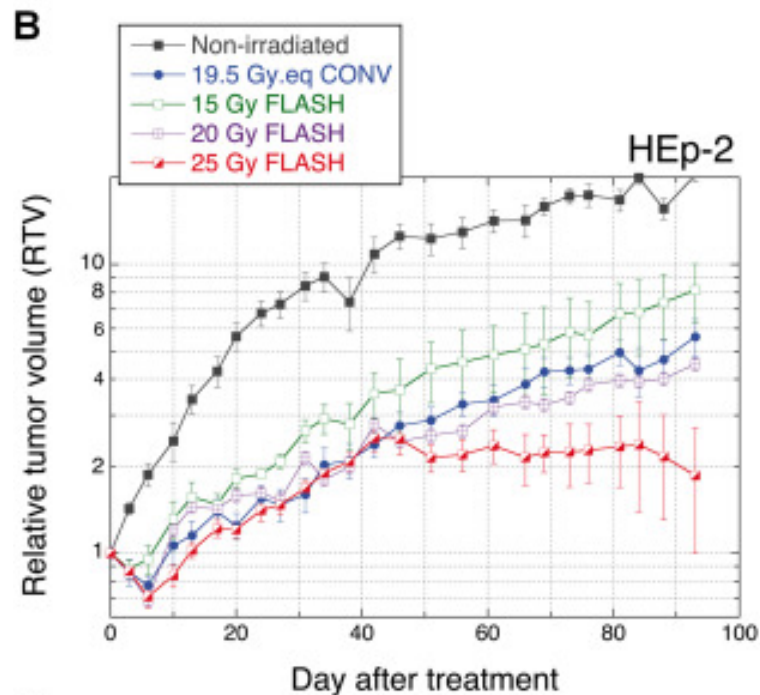 B
Non-irradiated
19.5 Gy.eq CONV
15 Gy FLASH
20 Gy FLASH
25 Gy FLASH
HEp-2
Relative tumor volume (RTV)
10
8
6
4
2
1
0 20 40 60 80 100
Day after treatment